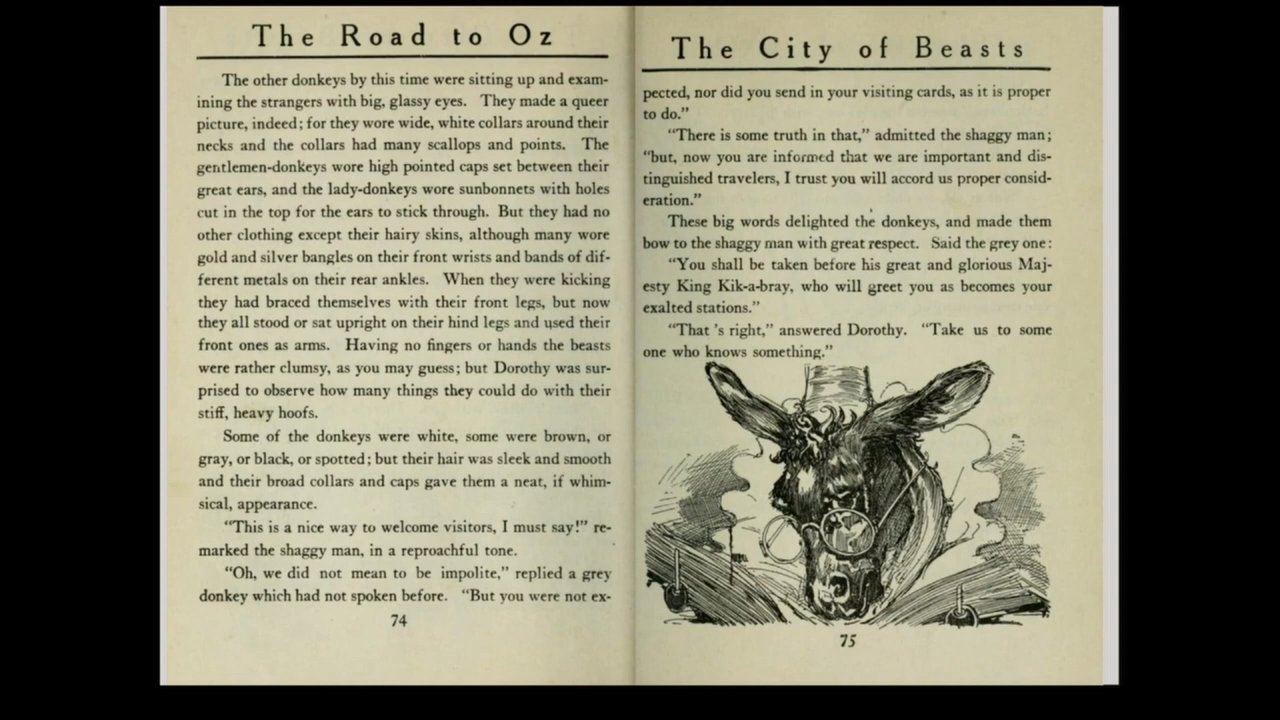 The Road to Oz
The other donkeys by this time were sitting up and exam-
ining the strangers with big, glassy eyes. They made a queer
picture, indeed; for they wore wide, white collars around their
necks and the collars had many scallops and points. The
gentlemen-donkeys wore high pointed caps set between their
great ears, and the lady-donkeys wore sunbonnets with holes
cut in the top for the ears to stick through. But they had no
other clothing except their hairy skins, although many wore
gold and silver bangles on their front wrists and bands of dif-
ferent metals on their rear ankles. When they were kicking
they had braced themselves with their front legs, but now
they all stood or sat upright on their hind legs and used their
front ones as arms. Having no fingers or hands the beasts
were rather clumsy, as you may guess; but Dorothy was sur-
prised to observe how many things they could do with their
stiff, heavy hoofs.
Some of the donkeys were white, some were brown, or
gray, or black, or spotted; but their hair was sleek and smooth
and their broad collars and caps gave them a neat, if whim-
sical, appearance.
"This is a nice way to welcome visitors, I must say!" re-
marked the shaggy man, in a reproachful tone.
"Oh, we did not mean to be impolite," replied a grey
donkey which had not spoken before. "But you were not ex-
74
The City of Beasts
pected, nor did you send in your visiting cards, as it is proper
to do."
"There is some truth in that," admitted the shaggy man;
"but, now you are informed that we are important and dis-
tinguished travelers, I trust you will accord us proper consid-
eration."
These big words delighted the donkeys, and made them
bow to the shaggy man with great respect. Said the grey one:
"You shall be taken before his great and glorious Maj-
esty King Kik-a-bray, who will greet you as becomes your
exalted stations."
"That 's right," answered Dorothy. "Take us to some
one who knows something."
75